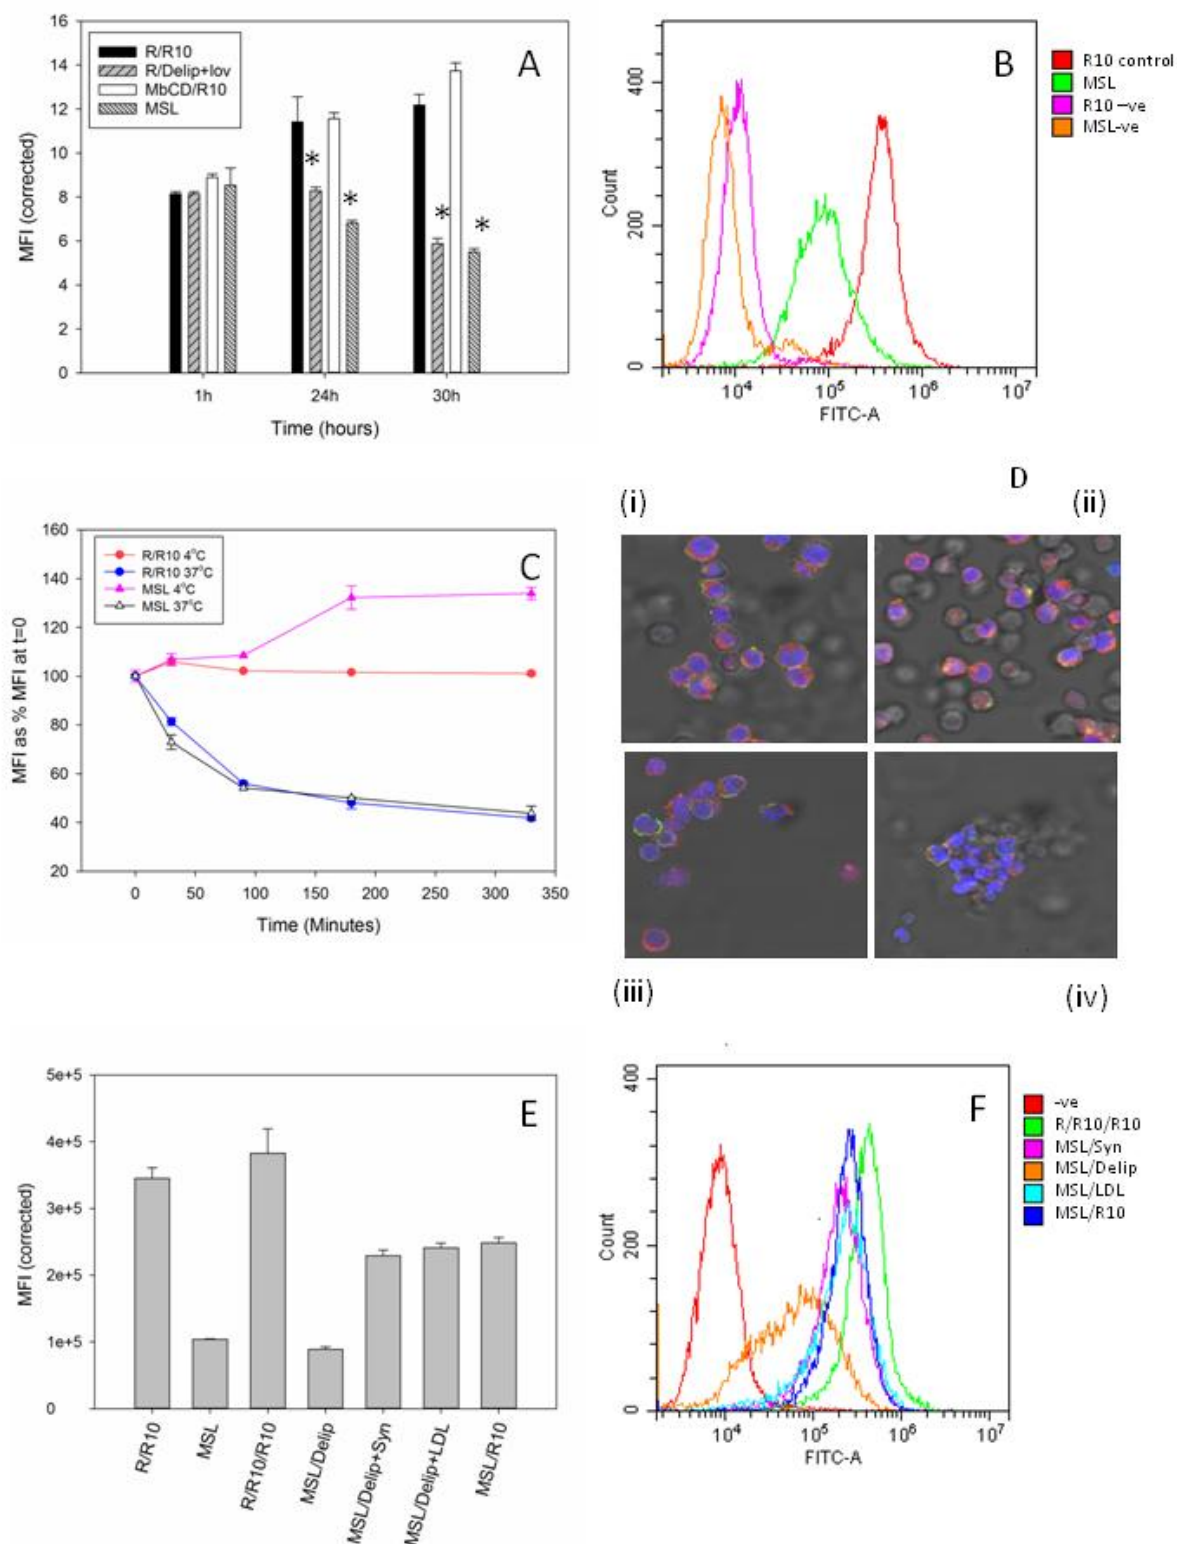 A
R/R10
R/Delip+lov
MbCD/R10
MSL
16
14
12
10
8
6
4
2
0
MFI (corrected)
*
*
*
*
1h
24h
30h
Time (hours)
B
R10 control
MSL
R10 –ve
MSL-ve
400
200
0
Count
10^4
10^5
10^6
10^7
FITC-A
C
R/R10 4°C
R/R10 37°C
MSL 4°C
MSL 37°C
160
140
120
100
80
60
40
20
MFI as % MFI at t=0
0
50
100
150
200
250
300
350
Time (Minutes)
D
(i)
(ii)
(iii)
(iv)
E
5e+5
4e+5
3e+5
2e+5
1e+5
0
MFI (corrected)
R/R10
MSL
R/R10/R10
MSL/Delip
MSL/Delip+Syn
MSL/Delip+LDL
MSL/R10
F
-ve
R/R10/R10
MSL/Syn
MSL/Delip
MSL/LDL
MSL/R10
400
200
0
Count
10^4
10^5
10^6
10^7
FITC-A